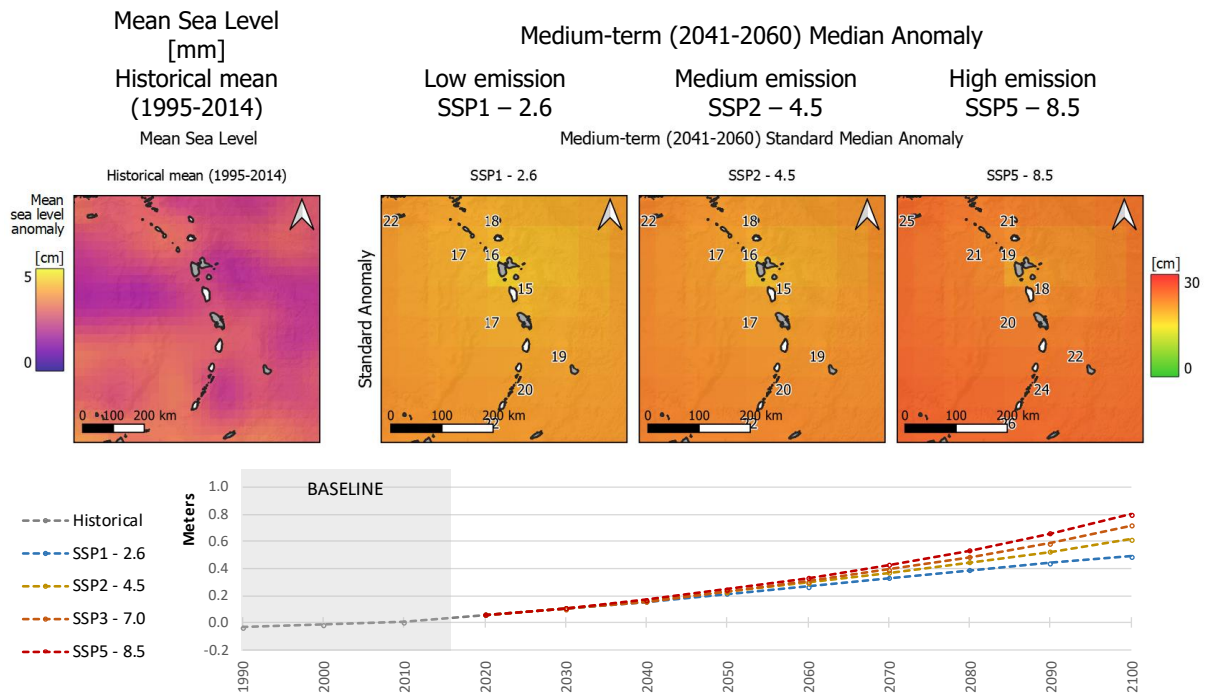 Mean Sea Level
[mm]
Historical mean
(1995-2014)
Medium-term (2041-2060) Median Anomaly
Low emission
SSP1 – 2.6
Medium emission
SSP2 – 4.5
High emission
SSP5 – 8.5
Mean Sea Level
Medium-term (2041-2060) Standard Median Anomaly
Historical mean (1995-2014)
SSP1 - 2.6
SSP2 - 4.5
SSP5 - 8.5
Mean
sea level
anomaly
[cm]
5
0
0 100 200 km
Standard Anomaly
22
18
17
16
15
17
19
20
0 100 200 km
22
22
18
17
16
15
17
19
20
0 100 200 km
22
25
21
21
19
18
20
22
24
0 100 200 km
26
[cm]
30
0
Historical
SSP1 - 2.6
SSP2 - 4.5
SSP3 - 7.0
SSP5 - 8.5
Meters
BASELINE
1.0
0.8
0.6
0.4
0.2
0.0
-0.2
1990
2000
2010
2020
2030
2040
2050
2060
2070
2080
2090
2100